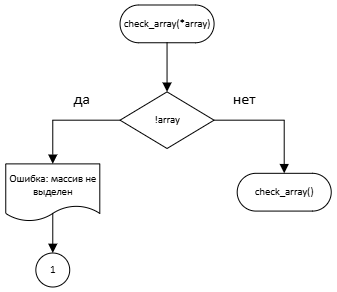 check_array(*array)
да
нет
!array
Ошибка: массив не
выделен
check_array()
1